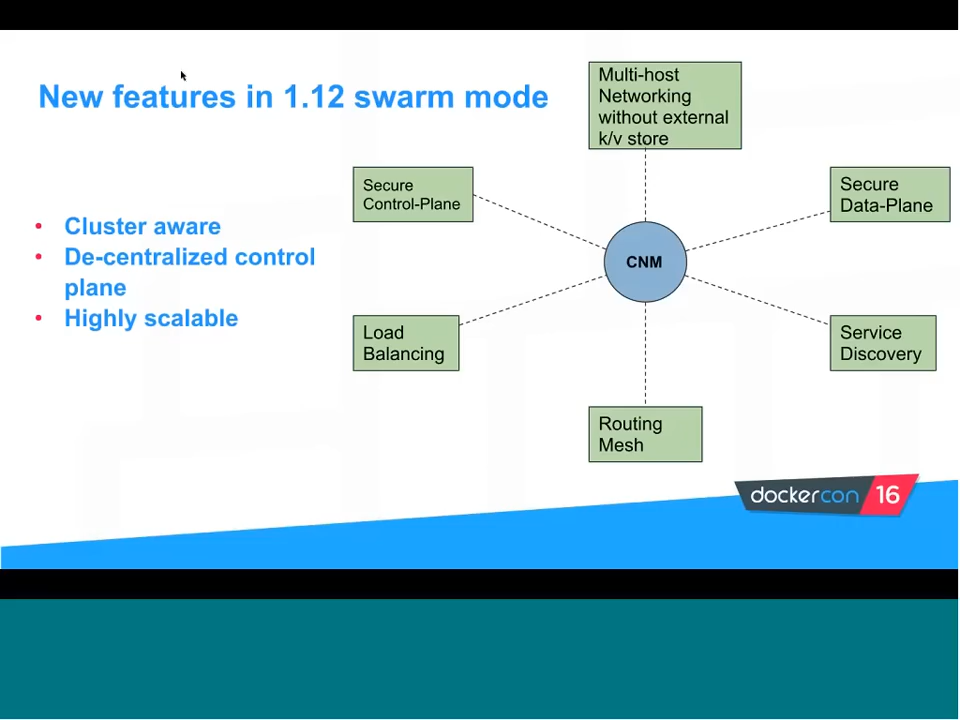 New features in 1.12 swarm mode
• Cluster aware
• De-centralized control
plane
• Highly scalable
Multi-host
Networking
without external
k/v store
Secure
Control-Plane
Secure
Data-Plane
CNM
Load
Balancing
Service
Discovery
Routing
Mesh
dockercon 16